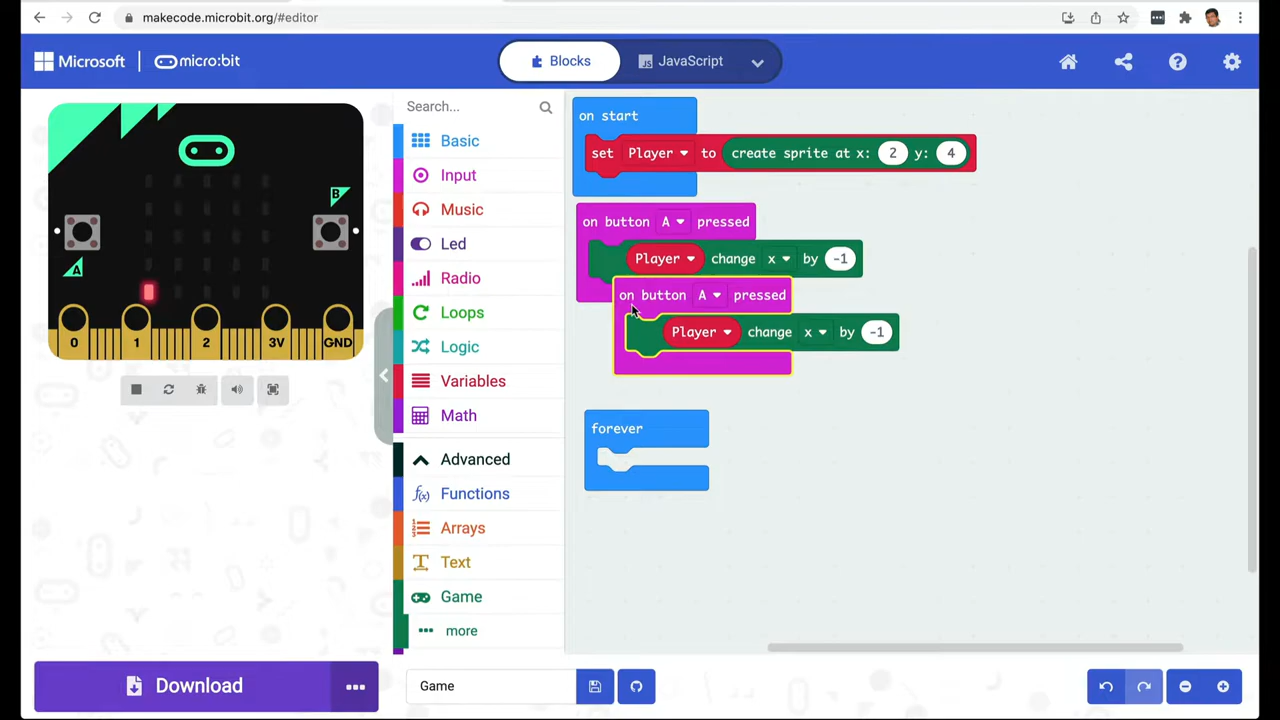 makecode.microbit.org/#editor
Microsoft
micro:bit
Blocks
JavaScript
B
A
0 1 2 3V GND
Download
Search...
Basic
Input
Music
Led
Radio
Loops
Logic
Variables
Math
Advanced
Functions
Arrays
Text
Game
more
on start
set Player to create sprite at x: 2 y: 4
on button A pressed
Player change x by -1
on button A pressed
Player change x by -1
forever
Game